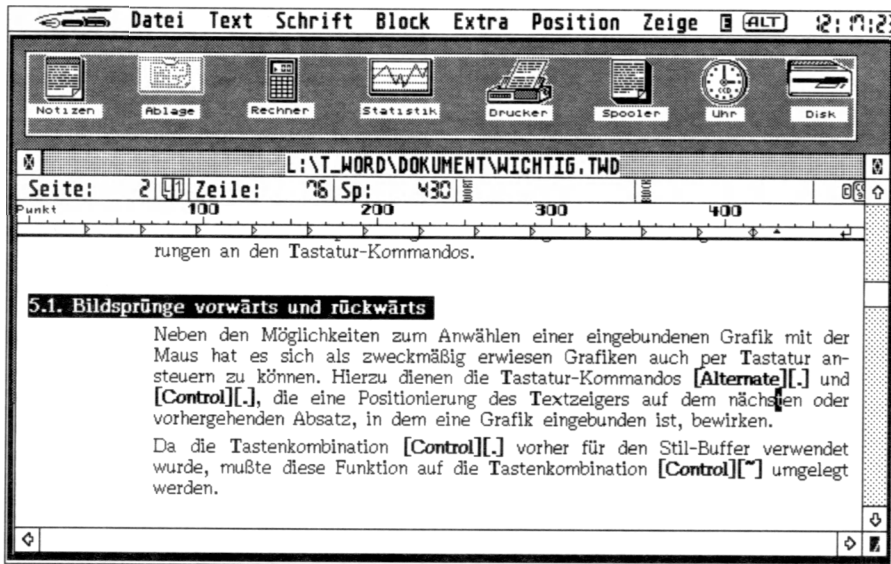 Datei Text Schrift Block Extra Position Zeige E ALT
Notizen Ablage Rechner Statistik Drucker Spooler Uhr Disk
L:\T_WORD\DOKUMENT\WICHTIG.TWD
Seite: 2 Zeile: 76 Sp: 430
Punkt 100 200 300 400
rungen an den Tastatur-Kommandos.
5.1. Bildsprünge vorwärts und rückwärts
Neben den Möglichkeiten zum Anwählen einer eingebundenen Grafik mit der
Maus hat es sich als zweckmäßig erwiesen Grafiken auch per Tastatur an-
steuern zu können. Hierzu dienen die Tastatur-Kommandos [Alternate][.] und
[Control][.], die eine Positionierung des Textzeigers auf dem nächsten oder
vorhergehenden Absatz, in dem eine Grafik eingebunden ist, bewirken.
Da die Tastenkombination [Control][.] vorher für den Stil-Buffer verwendet
wurde, mußte diese Funktion auf die Tastenkombination [Control][~] umgelegt
werden.